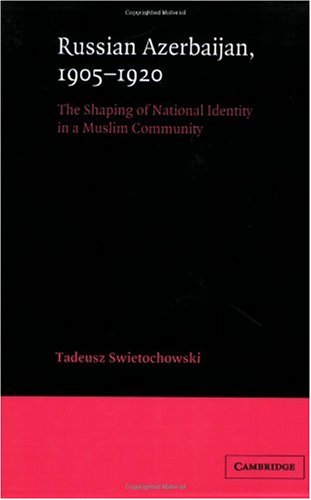 Russian Azerbaijan,
1905–1920
The Shaping of National Identity
in a Muslim Community
Tadeusz Swietochowski
CAMBRIDGE